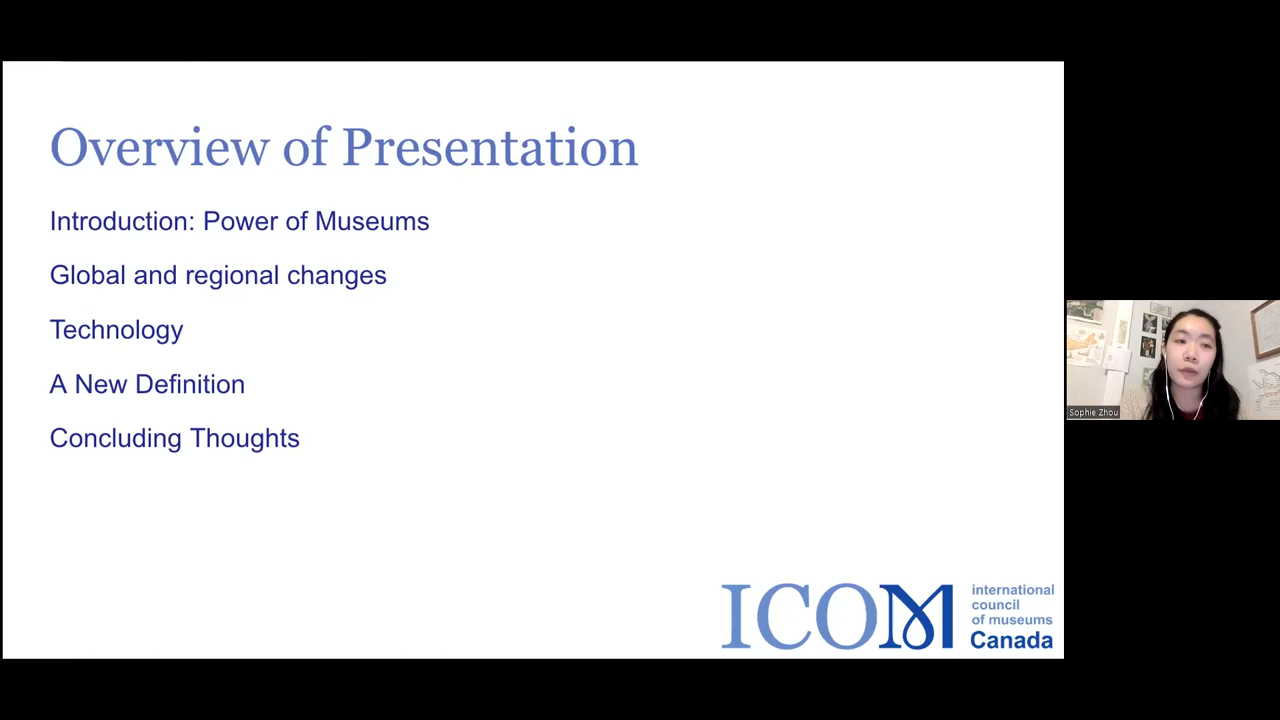 Overview of Presentation
Introduction: Power of Museums
Global and regional changes
Technology
A New Definition
Concluding Thoughts
Sophie Zhou
ICOM
international
council
of museums
Canada